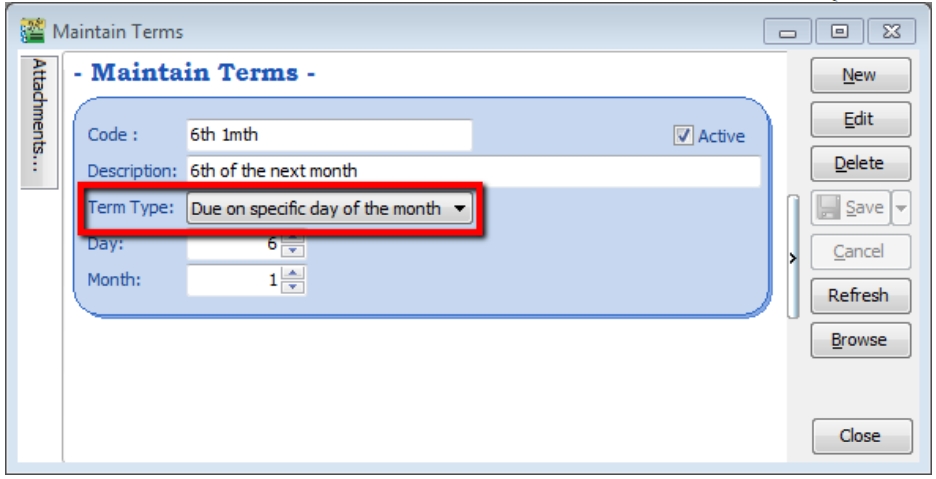 Maintain Terms
Attachments...
- Maintain Terms -
Code : 6th 1mth Active
Description: 6th of the next month
Term Type: Due on specific day of the month
Day: 6
Month: 1
New
Edit
Delete
Save
Cancel
Refresh
Browse
Close